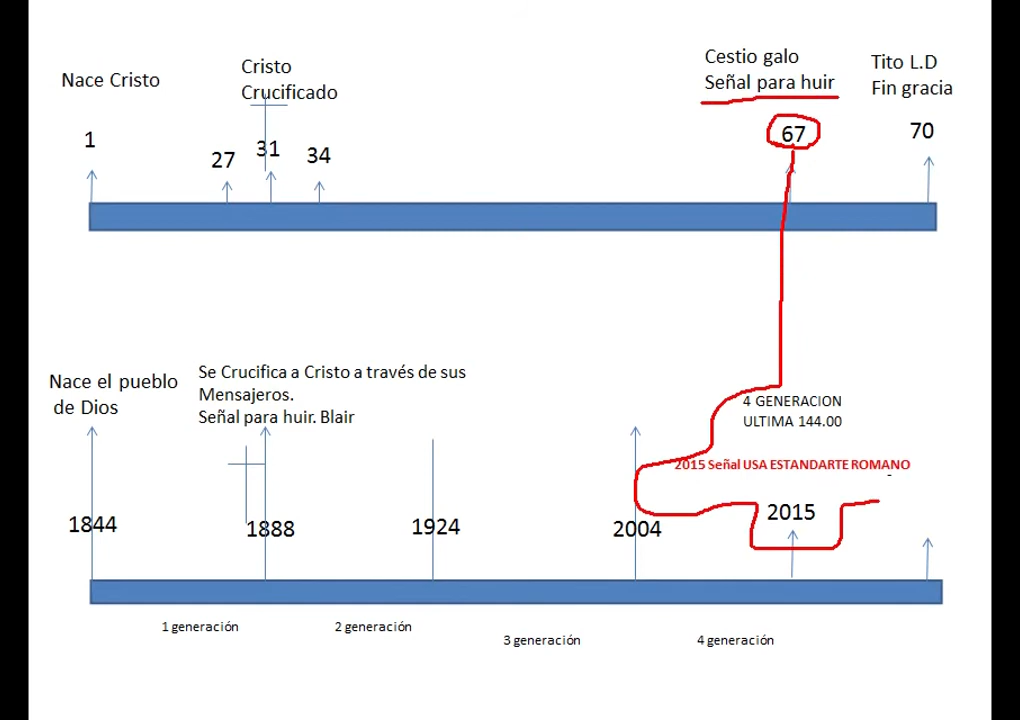 Nace Cristo
Cristo
Crucificado
Cestio galo
Señal para huir
Tito L.D
Fin gracia
1
27
31
34
67
70
Nace el pueblo
de Dios
Se Crucifica a Cristo a través de sus
Mensajeros.
Señal para huir. Blair
4 GENERACION
ULTIMA 144.00
2015 Señal USA ESTANDARTE ROMANO
1844
1888
1924
2004
2015
1 generación
2 generación
3 generación
4 generación